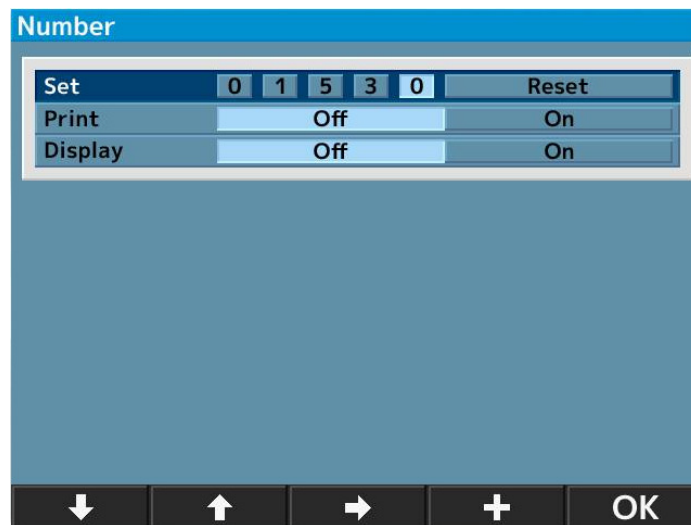 Number
Set 0 1 5 3 0 Reset
Print Off On
Display Off On
OK